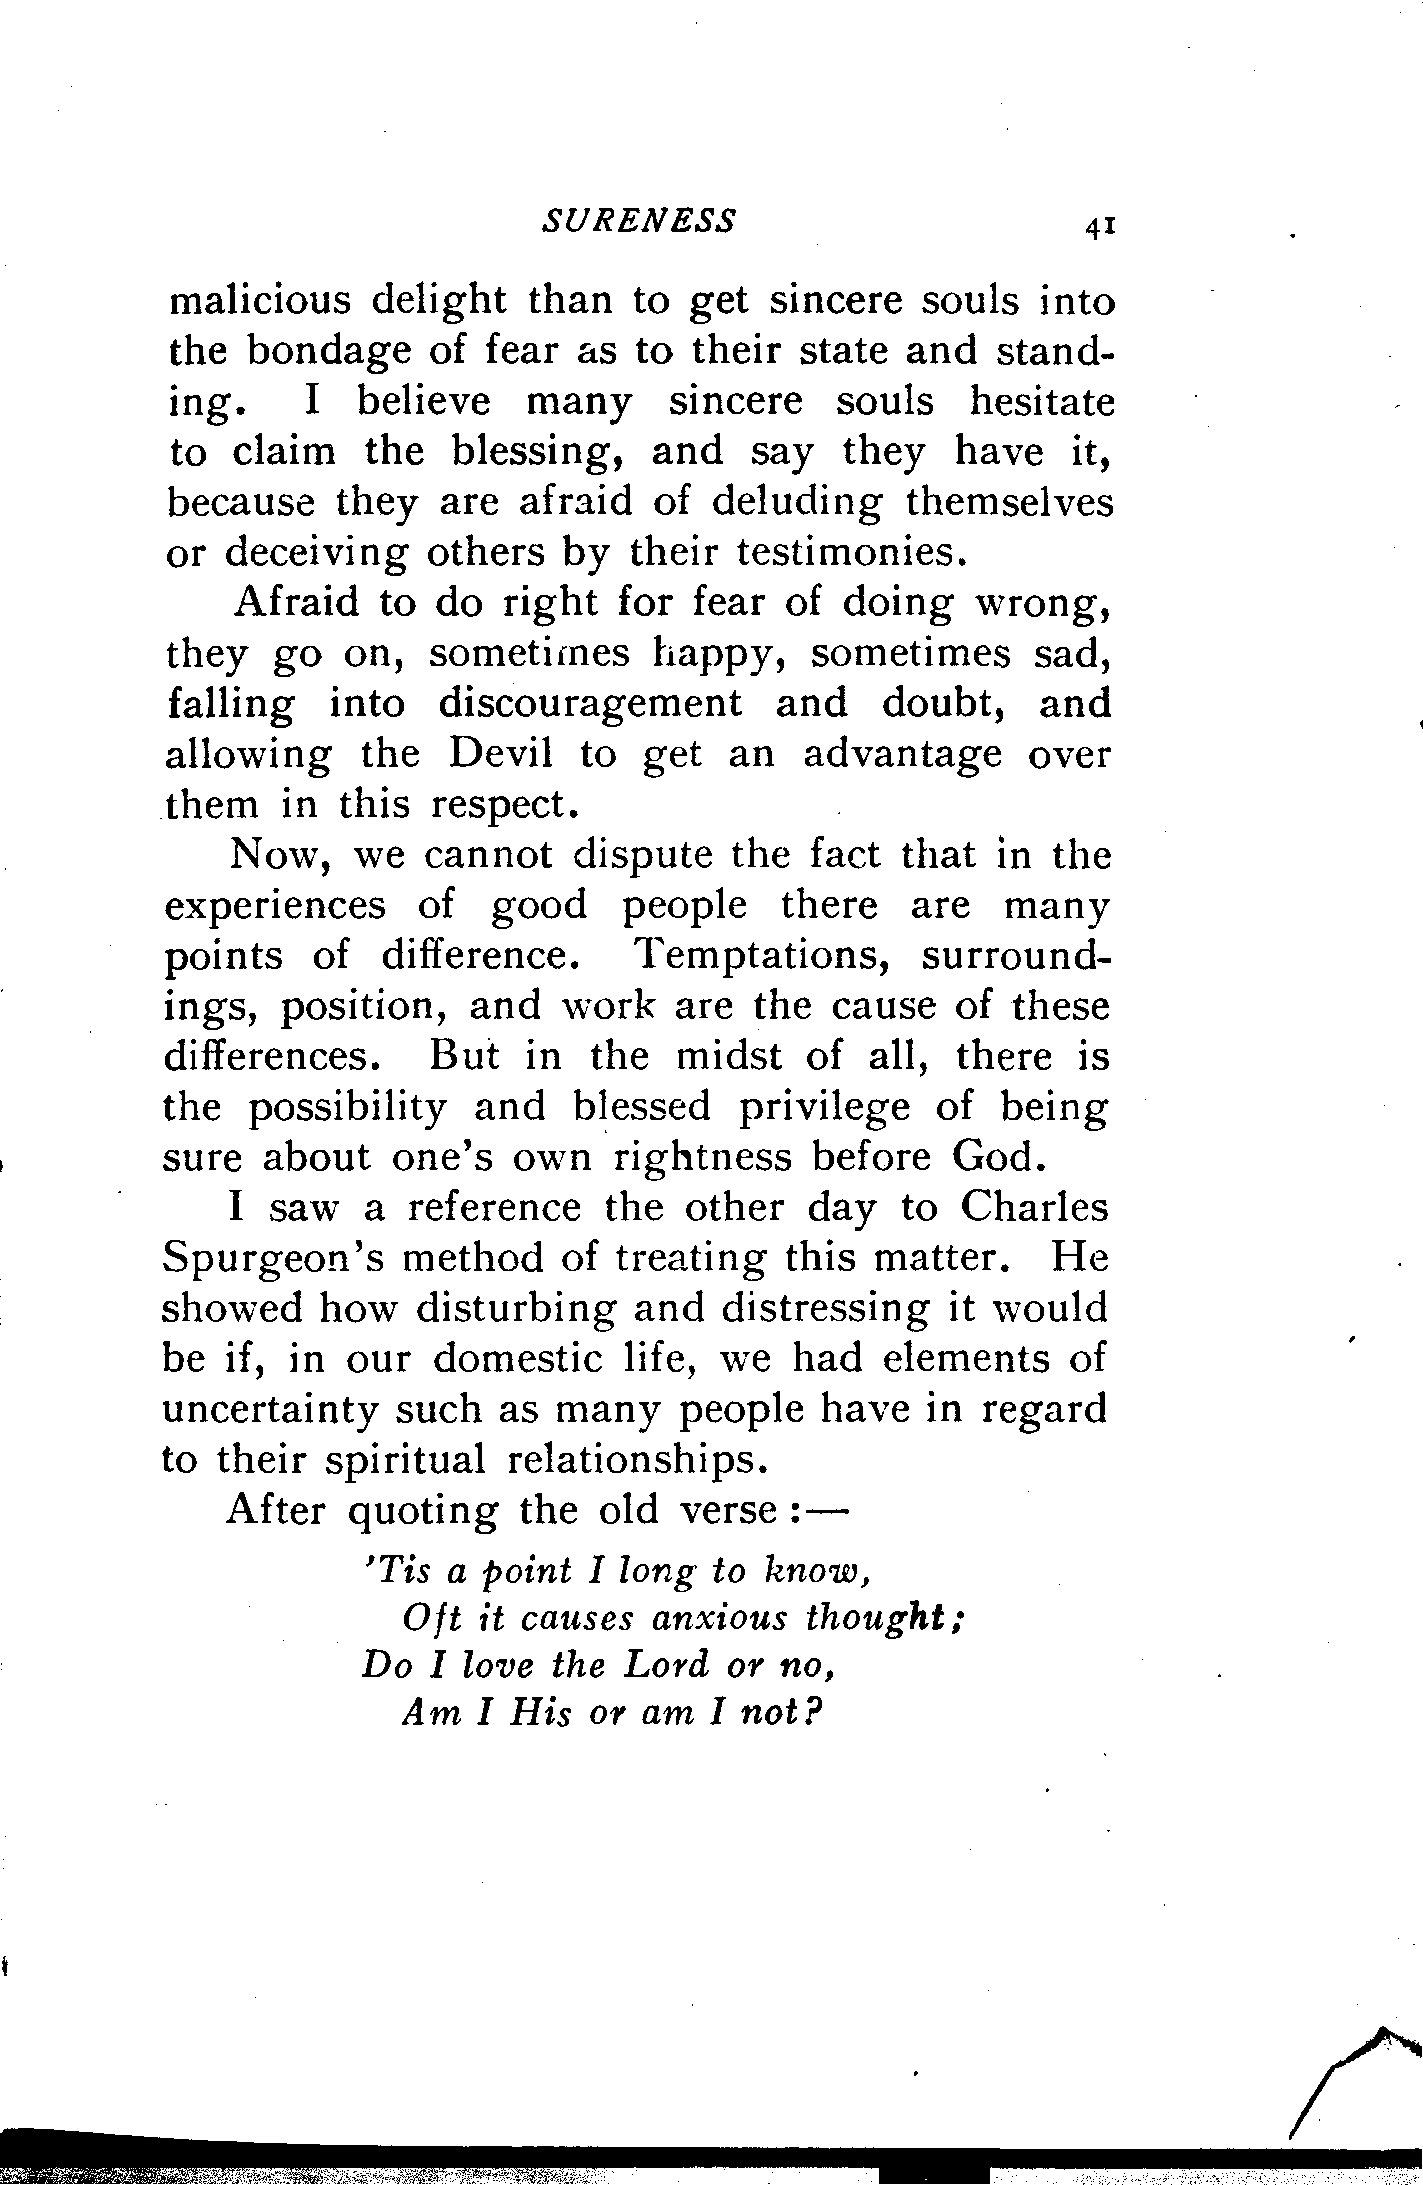 SURENESS 41
malicious delight than to get sincere souls into
the bondage of fear as to their state and stand-
ing. I believe many sincere souls hesitate
to claim the blessing, and say they have it,
because they are afraid of deluding themselves
or deceiving others by their testimonies.
Afraid to do right for fear of doing wrong,
they go on, sometimes happy, sometimes sad,
falling into discouragement and doubt, and
allowing the Devil to get an advantage over
them in this respect.
Now, we cannot dispute the fact that in the
experiences of good people there are many
points of difference. Temptations, surround-
ings, position, and work are the cause of these
differences. But in the midst of all, there is
the possibility and blessed privilege of being
sure about one's own rightness before God.
I saw a reference the other day to Charles
Spurgeon's method of treating this matter. He
showed how disturbing and distressing it would
be if, in our domestic life, we had elements of
uncertainty such as many people have in regard
to their spiritual relationships.
After quoting the old verse :—
'Tis a point I long to know,
Oft it causes anxious thought;
Do I love the Lord or no,
Am I His or am I not?